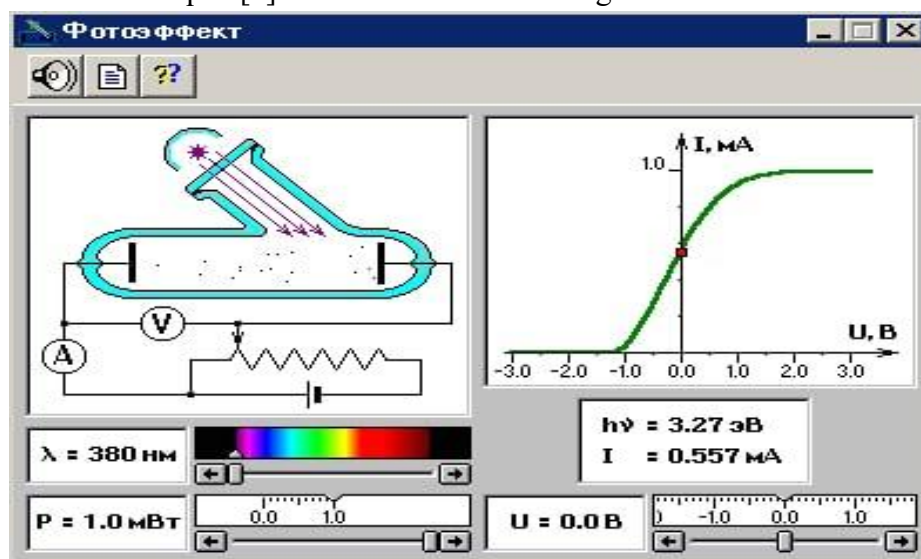 Фотоэффект
??
I, мА
1.0
U, В
-3.0 -2.0 -1.0 0.0 1.0 2.0 3.0
V
A
hν = 3.27 эВ
I = 0.557 мА
λ = 380 нм
P = 1.0 мВт
0.0 1.0
U = 0.0 В
-1.0 0.0 1.0